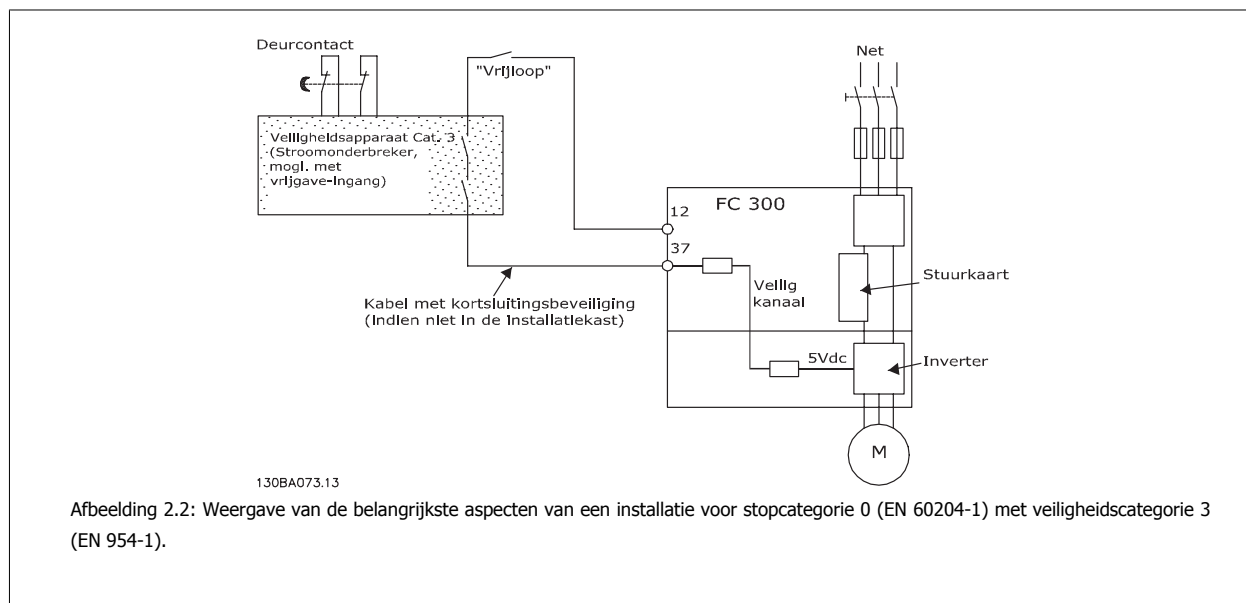 Deurcontact
"Vrijloop"
Net
Veiligheidsapparaat Cat. 3
(Stroomonderbreker,
mogl. met
vrijgave-ingang)
FC 300
12
37
Veilig
kanaal
Stuurkaart
Kabel met kortsluitingsbeveiliging
(Indien niet in de installatiekast)
5Vdc
Inverter
M
130BA073.13
Afbeelding 2.2: Weergave van de belangrijkste aspecten van een installatie voor stopcategorie 0 (EN 60204-1) met veiligheidscategorie 3
(EN 954-1).